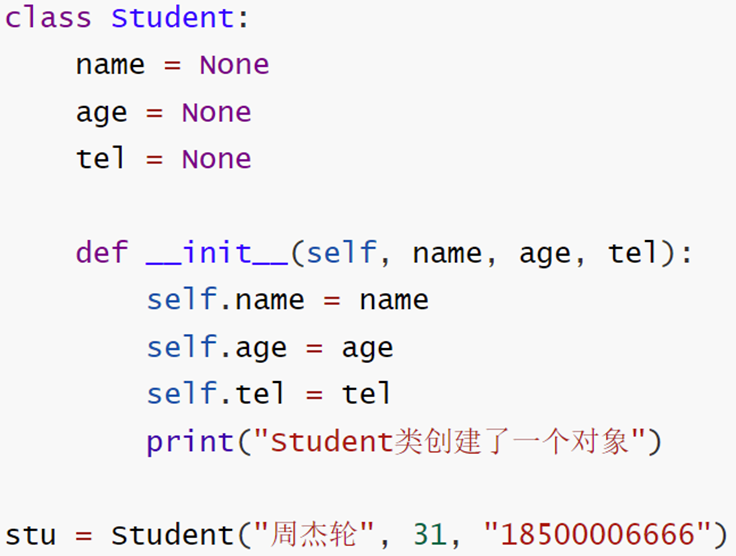 class Student:
    name = None
    age = None
    tel = None
    def __init__(self, name, age, tel):
        self.name = name
        self.age = age
        self.tel = tel
        print("Student类创建了一个对象")
stu = Student("周杰轮", 31, "18500006666")